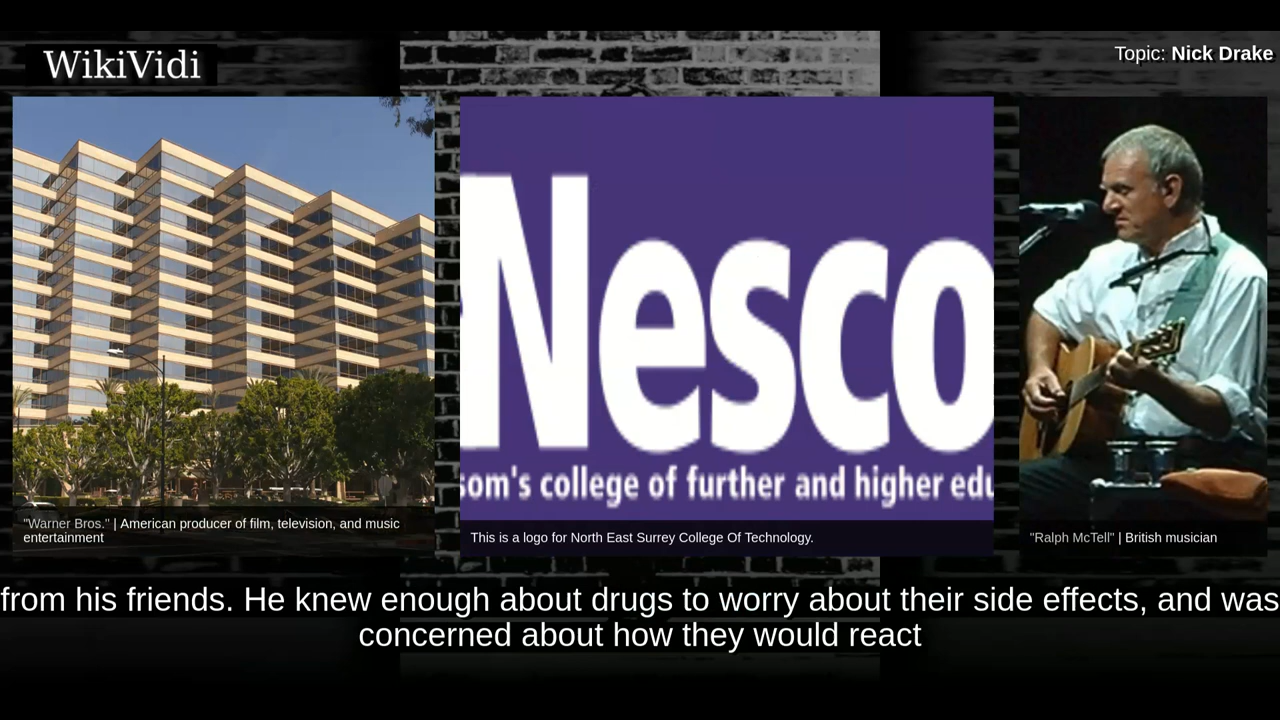 WikiVidi
Topic: Nick Drake
Nesco
som's college of further and higher edu
"Warner Bros." | American producer of film, television, and music
entertainment
This is a logo for North East Surrey College Of Technology.
"Ralph McTell" | British musician
from his friends. He knew enough about drugs to worry about their side effects, and was
concerned about how they would react